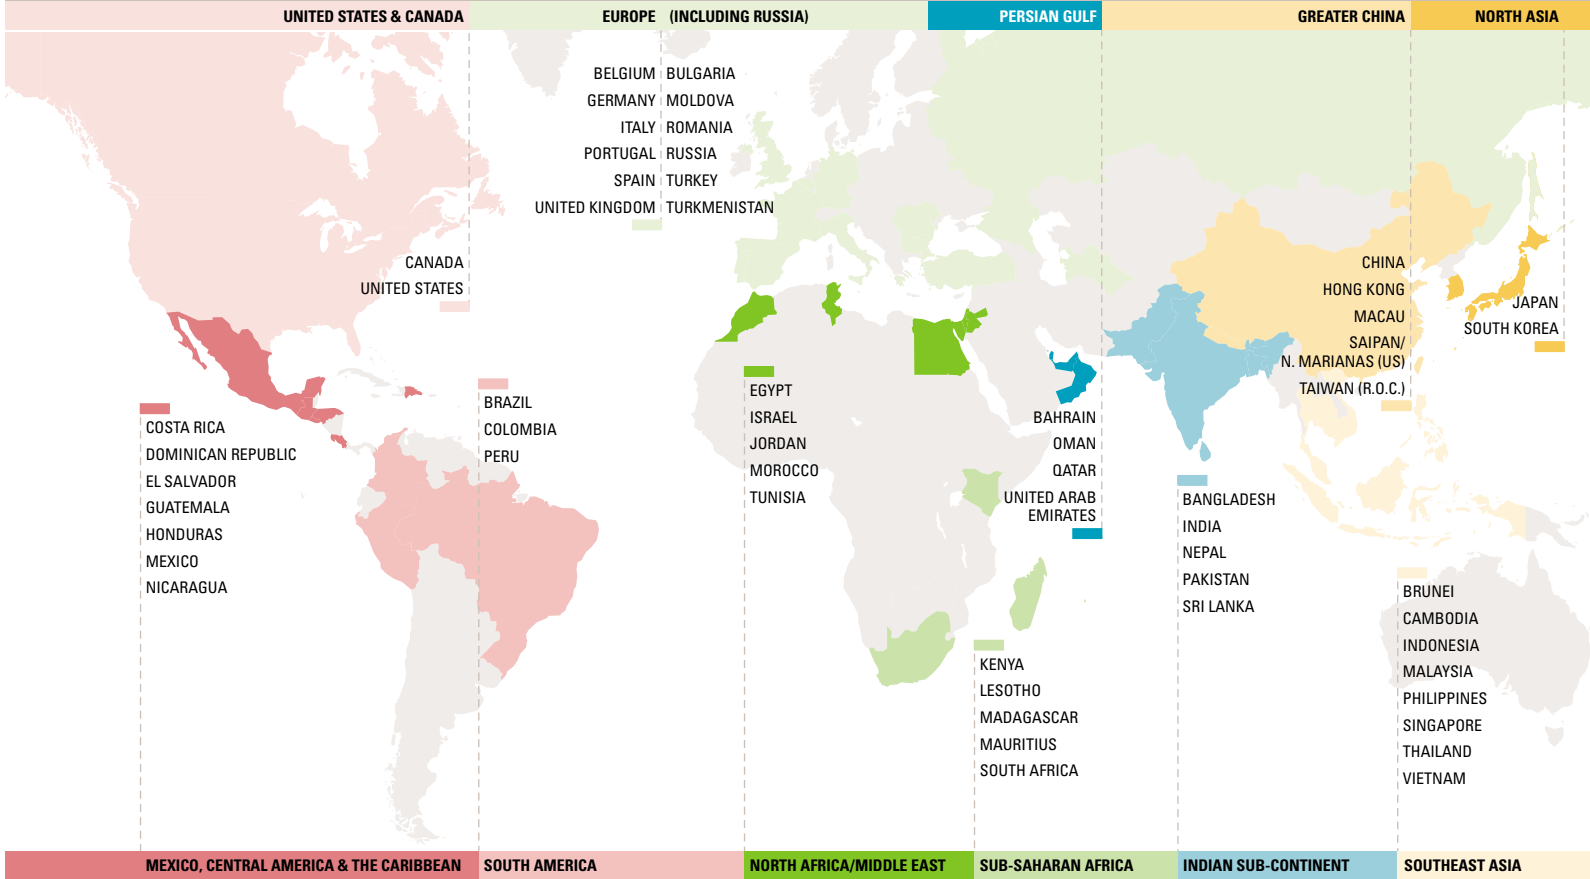 UNITED STATES & CANADA
EUROPE (INCLUDING RUSSIA)
PERSIAN GULF
GREATER CHINA
NORTH ASIA
CANADA
UNITED STATES
BELGIUM
GERMANY
ITALY
PORTUGAL
SPAIN
UNITED KINGDOM
BULGARIA
MOLDOVA
ROMANIA
RUSSIA
TURKEY
TURKMENISTAN
BAHRAIN
OMAN
QATAR
UNITED ARAB
EMIRATES
CHINA
HONG KONG
MACAU
SAIPAN/
N. MARIANAS (US)
TAIWAN (R.O.C.)
JAPAN
SOUTH KOREA
COSTA RICA
DOMINICAN REPUBLIC
EL SALVADOR
GUATEMALA
HONDURAS
MEXICO
NICARAGUA
BRAZIL
COLOMBIA
PERU
EGYPT
ISRAEL
JORDAN
MOROCCO
TUNISIA
KENYA
LESOTHO
MADAGASCAR
MAURITIUS
SOUTH AFRICA
BANGLADESH
INDIA
NEPAL
PAKISTAN
SRI LANKA
BRUNEI
CAMBODIA
INDONESIA
MALAYSIA
PHILIPPINES
SINGAPORE
THAILAND
VIETNAM
MEXICO, CENTRAL AMERICA & THE CARIBBEAN
SOUTH AMERICA
NORTH AFRICA/MIDDLE EAST
SUB-SAHARAN AFRICA
INDIAN SUB-CONTINENT
SOUTHEAST ASIA